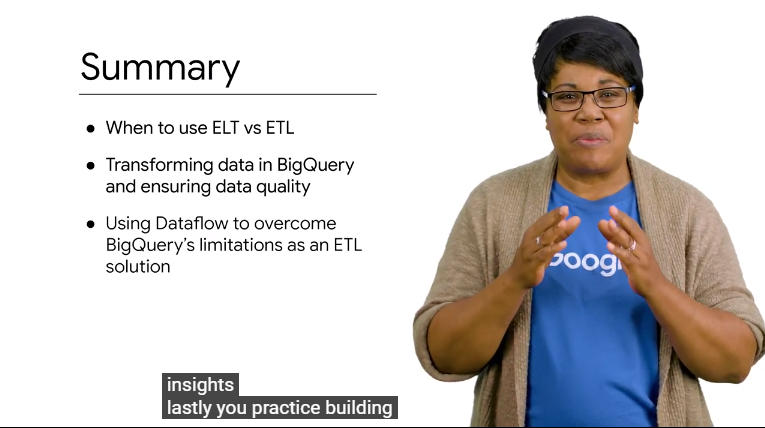 Summary
● When to use ELT vs ETL
● Transforming data in BigQuery
and ensuring data quality
● Using Dataflow to overcome
BigQuery's limitations as an ETL
solution
Googl
insights
lastly you practice building